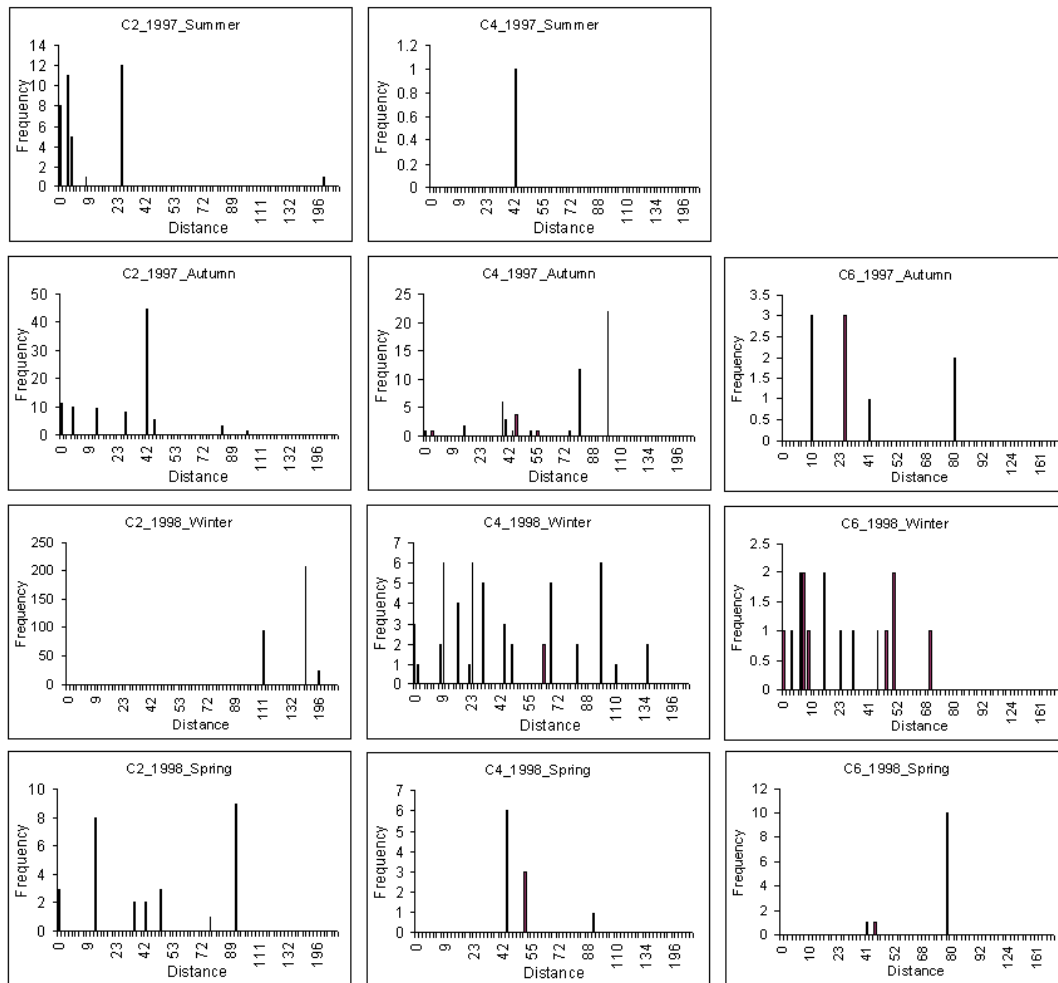 C2_1997_Summer
Frequency
14
12
10
8
6
4
2
0
0 9 23 42 53 72 89 111 132 196
Distance
C4_1997_Summer
Frequency
1.2
1
0.8
0.6
0.4
0.2
0
0 9 23 42 55 77 88 110 134 196
Distance
C2_1997_Autumn
Frequency
50
40
30
20
10
0
0 9 23 42 53 72 89 111 132 196
Distance
C4_1997_Autumn
Frequency
25
20
15
10
5
0
0 9 23 42 55 77 88 110 134 196
Distance
C6_1997_Autumn
Frequency
3.5
3
2.5
2
1.5
1
0.5
0
0 10 23 41 52 68 80 92 124 161
Distance
C2_1998_Winter
Frequency
250
200
150
100
50
0
0 9 23 42 53 72 89 111 132 196
Distance
C4_1998_Winter
Frequency
7
6
5
4
3
2
1
0
0 9 23 42 55 77 88 110 134 196
Distance
C6_1998_Winter
Frequency
2.5
2
1.5
1
0.5
0
0 10 23 41 52 68 80 92 124 161
Distance
C2_1998_Spring
Frequency
10
8
6
4
2
0
0 9 23 42 53 72 89 111 132 196
Distance
C4_1998_Spring
Frequency
7
6
5
4
3
2
1
0
0 9 23 42 55 77 88 110 134 196
Distance
C6_1998_Spring
Frequency
12
10
8
6
4
2
0
0 10 23 41 52 68 80 92 124 161
Distance